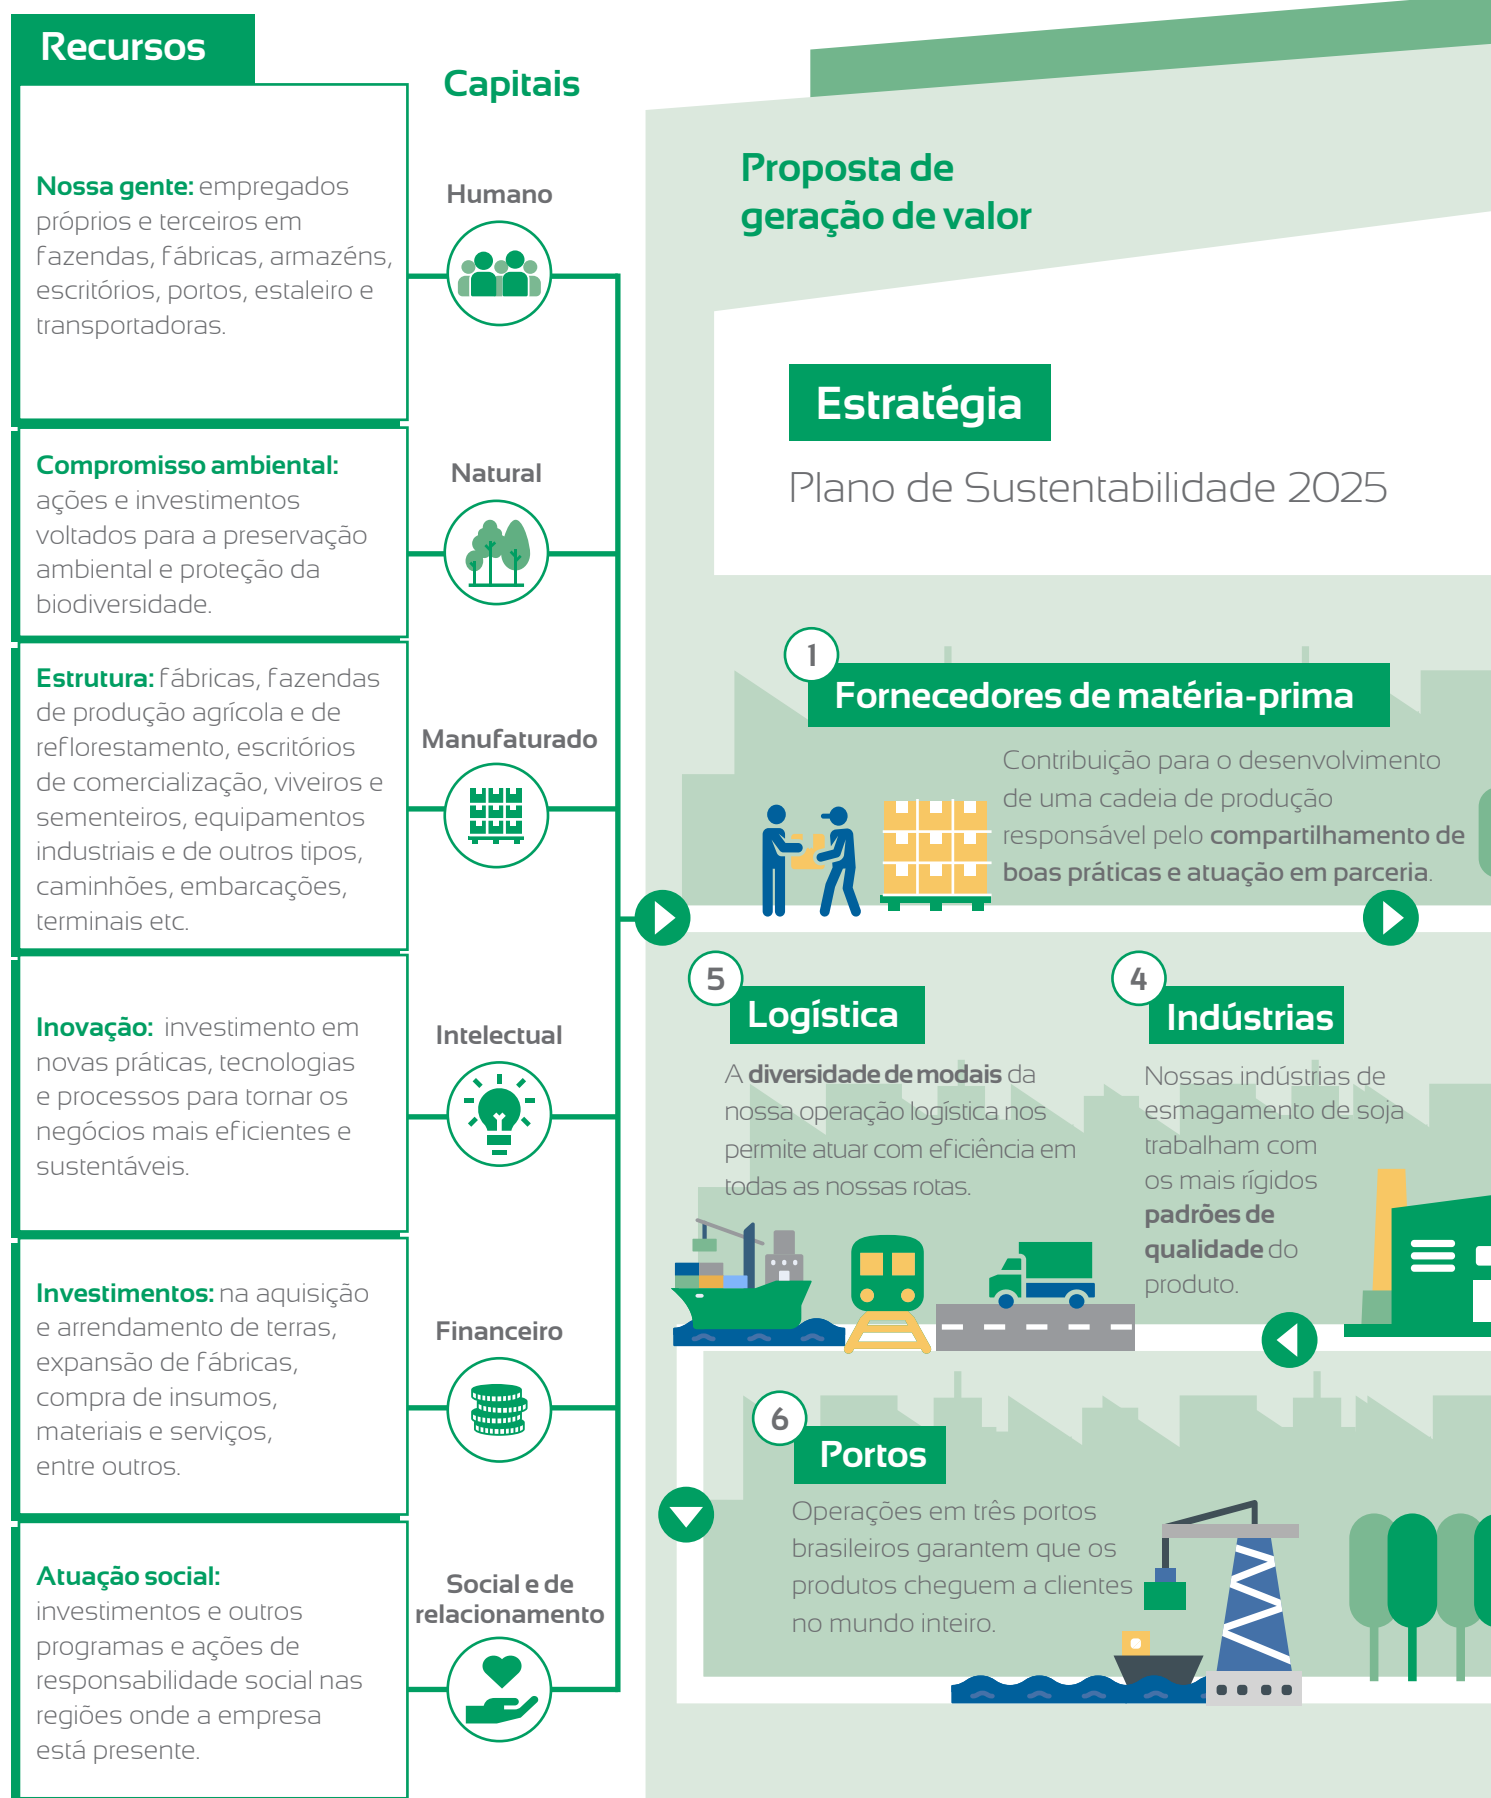 Recursos
Nossa gente: empregados
próprios e terceiros em
fazendas, fábricas, armazéns,
escritórios, portos, estaleiro e
transportadoras.
Compromisso ambiental:
ações e investimentos
voltados para a preservação
ambiental e proteção da
biodiversidade.
Estrutura: fábricas, fazendas
de produção agrícola e de
reflorestamento, escritórios
de comercialização, viveiros e
sementeiros, equipamentos
industriais e de outros tipos,
caminhões, embarcações,
terminais etc.
Inovação: investimento em
novas práticas, tecnologias
e processos para tornar os
negócios mais eficientes e
sustentáveis.
Investimentos: na aquisição
e arrendamento de terras,
expansão de fábricas,
compra de insumos,
materiais e serviços,
entre outros.
Atuação social:
investimentos e outros
programas e ações de
responsabilidade social nas
regiões onde a empresa
está presente.
Capitais
Humano
Natural
Manufaturado
Intelectual
Financeiro
Social e de
relacionamento
Proposta de
geração de valor
Estratégia
Plano de Sustentabilidade 2025
1
Fornecedores de matéria-prima
Contribuição para o desenvolvimento
de uma cadeia de produção
responsável pelo compartilhamento de
boas práticas e atuação em parceria.
5
Logística
A diversidade de modais da
nossa operação logística nos
permite atuar com eficiência em
todas as nossas rotas.
4
Indústrias
Nossas indústrias de
esmagamento de soja
trabalham com
os mais rígidos
padrões de
qualidade do
produto.
6
Portos
Operações em três portos
brasileiros garantem que os
produtos cheguem a clientes
no mundo inteiro.